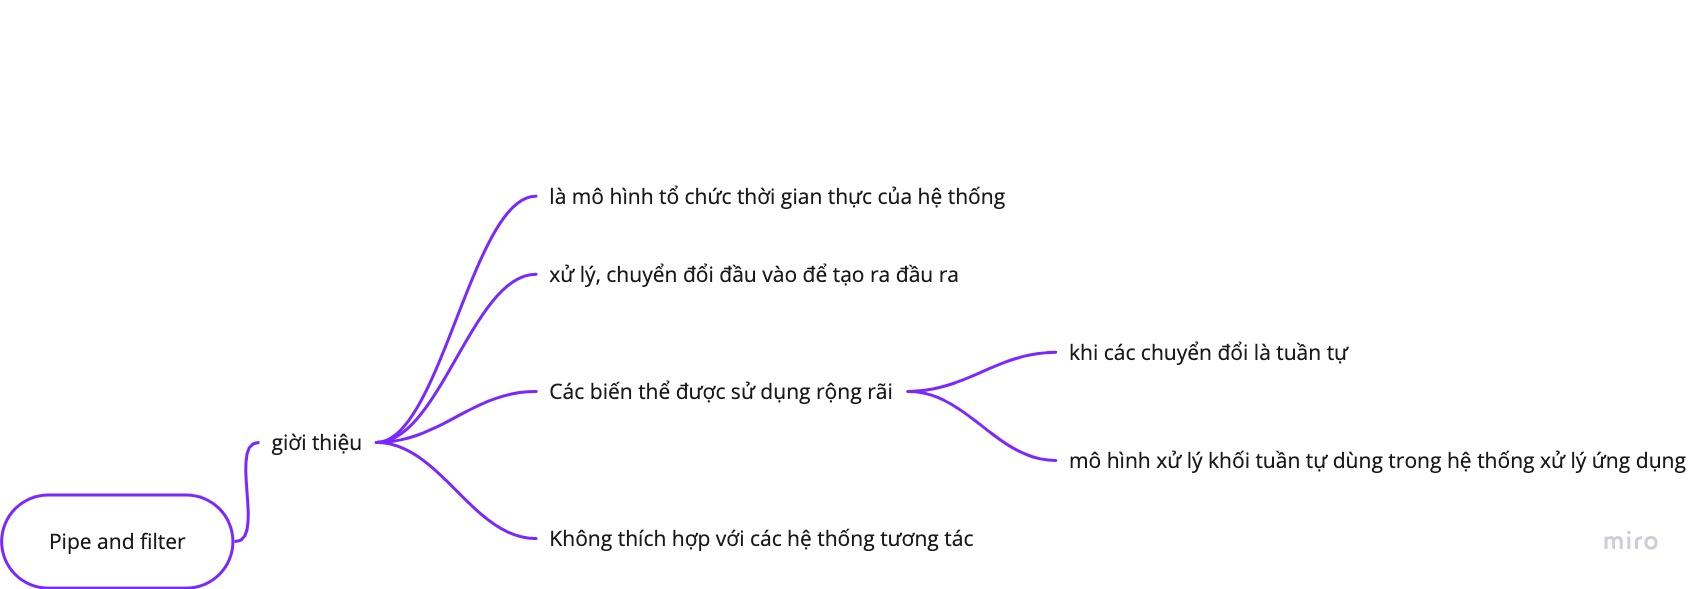 là mô hình tổ chức thời gian thực của hệ thống
xử lý, chuyển đổi đầu vào để tạo ra đầu ra
khi các chuyển đổi là tuần tự
Các biến thể được sử dụng rộng rãi
giời thiệu
mô hình xử lý khối tuần tự dùng trong hệ thống xử lý ứng dụng
Không thích hợp với các hệ thống tương tác
Pipe and filter
miro